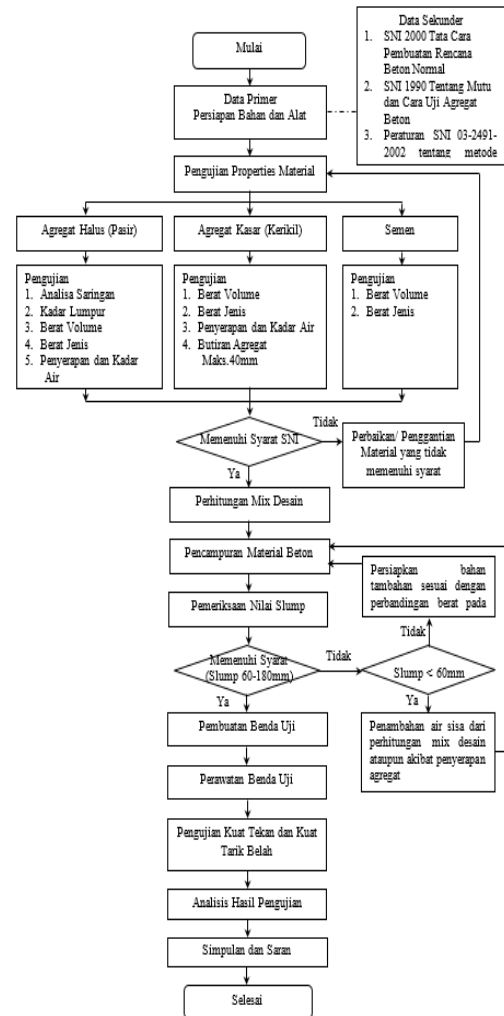 Mulai
Data Sekunder
1. SNI 2000 Tata Cara
Pembuatan Rencana
Beton Normal
2. SNI 1990 Tentang Mutu
dan Cara Uji Agregat
Beton
3. Peraturan SNI 03-2491-
2002 tentang metode
Data Primer
Persiapan Bahan dan Alat
Pengujian Properties Material
Agregat Halus (Pasir)
Agregat Kasar (Kerikil)
Semen
Pengujian
1. Analisa Saringan
2. Kadar Lumpur
3. Berat Volume
4. Berat Jenis
5. Penyerapan dan Kadar
Air
Pengujian
1. Berat Volume
2. Berat Jenis
3. Penyerapan dan Kadar Air
4. Butiran Agregat
Maks.40mm
Pengujian
1. Berat Volume
2. Berat Jenis
Memenuhi Syarat SNI
Tidak
Perbaikan/ Penggantian
Material yang tidak
memenuhi syarat
Ya
Perhitungan Mix Desain
Pencampuran Material Beton
Persiapkan bahan
tambahan sesuai dengan
perbandingan berat pada
Pemeriksaan Nilai Slump
Tidak
Memenuhi Syarat
(Slump 60-180mm)
Tidak
Slump < 60mm
Ya
Ya
Pembuatan Benda Uji
Penambahan air sisa dari
perhitungan mix desain
ataupun akibat penyerapan
agregat
Perawatan Benda Uji
Pengujian Kuat Tekan dan Kuat
Tarik Belah
Analisis Hasil Pengujian
Simpulan dan Saran
Selesai